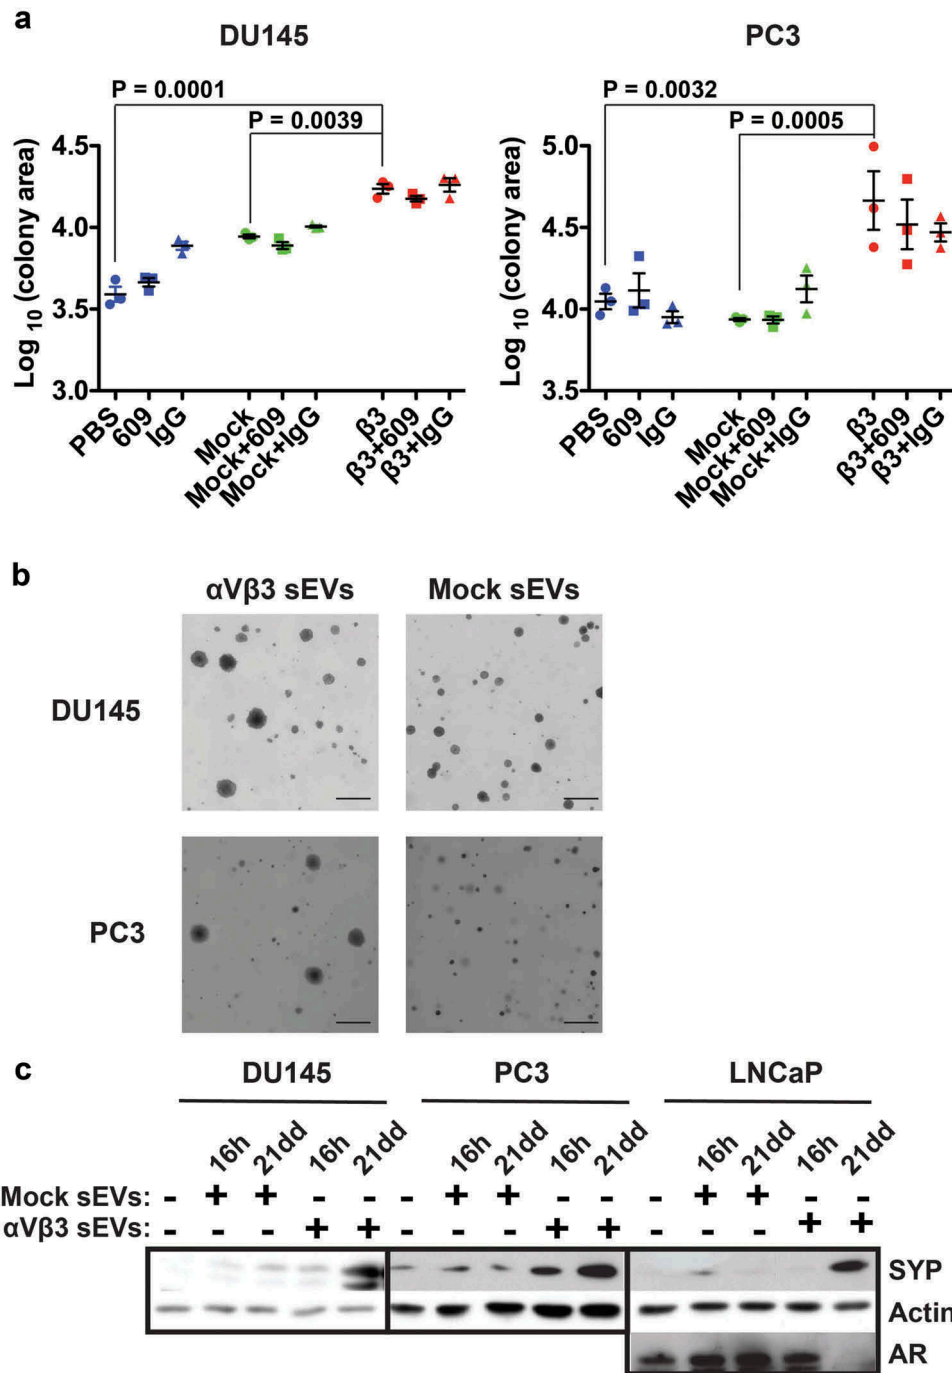 a
DU145
PC3
P = 0.0001
P = 0.0039
P = 0.0032
P = 0.0005
Log 10 (colony area)
4.5
4.0
3.5
3.0
PBS
609
IgG
Mock
Mock+609
Mock+IgG
β3
β3+609
β3+IgG
Log 10 (colony area)
5.0
4.5
4.0
3.5
PBS
609
IgG
Mock
Mock+609
Mock+IgG
β3
β3+609
β3+IgG
b
αVβ3 sEVs Mock sEVs
DU145
PC3
c
DU145 PC3 LNCaP
16h 21dd 16h 21dd 16h 21dd 16h 21dd 16h 21dd 16h 21dd
Mock sEVs: - + + - - - + + - - - + + - -
αVβ3 sEVs: - - - + + - - - + + - - - + +
SYP
Actin
AR